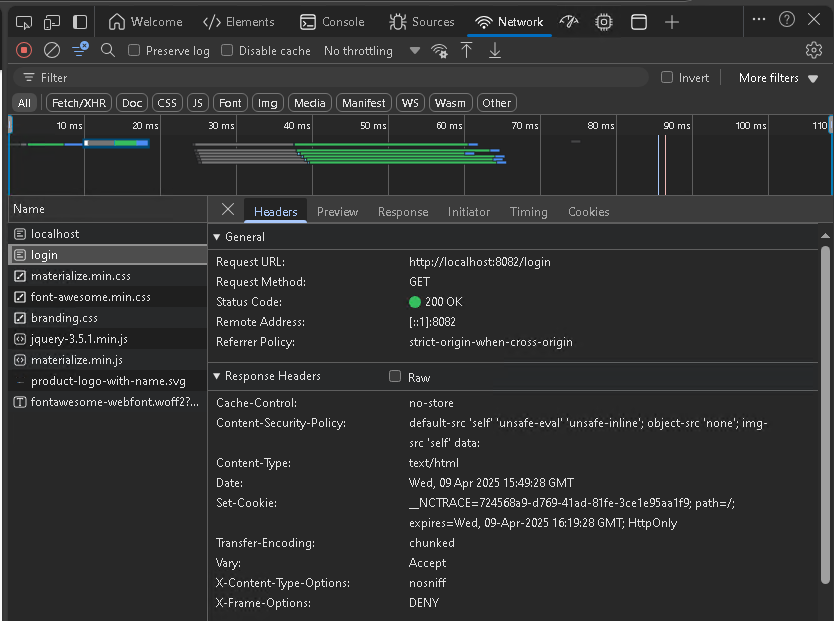 Welcome Elements Console Sources Network
Preserve log Disable cache No throttling
Filter Invert More filters
All Fetch/XHR Doc CSS JS Font Img Media Manifest WS Wasm Other
10 ms 20 ms 30 ms 40 ms 50 ms 60 ms 70 ms 80 ms 90 ms 100 ms 110
Name
localhost
login
materialize.min.css
font-awesome.min.css
branding.css
jquery-3.5.1.min.js
materialize.min.js
product-logo-with-name.svg
fontawesome-webfont.woff2?...
Headers Preview Response Initiator Timing Cookies
General
Request URL: http://localhost:8082/login
Request Method: GET
Status Code: 200 OK
Remote Address: [::1]:8082
Referrer Policy: strict-origin-when-cross-origin
Response Headers Raw
Cache-Control: no-store
Content-Security-Policy: default-src 'self' 'unsafe-eval' 'unsafe-inline'; object-src 'none'; img-
src 'self' data:
Content-Type: text/html
Date: Wed, 09 Apr 2025 15:49:28 GMT
Set-Cookie: __NCTRACE=724568a9-d769-41ad-81fe-3ce1e95aa1f9; path=/;
expires=Wed, 09-Apr-2025 16:19:28 GMT; HttpOnly
Transfer-Encoding: chunked
Vary: Accept
X-Content-Type-Options: nosniff
X-Frame-Options: DENY